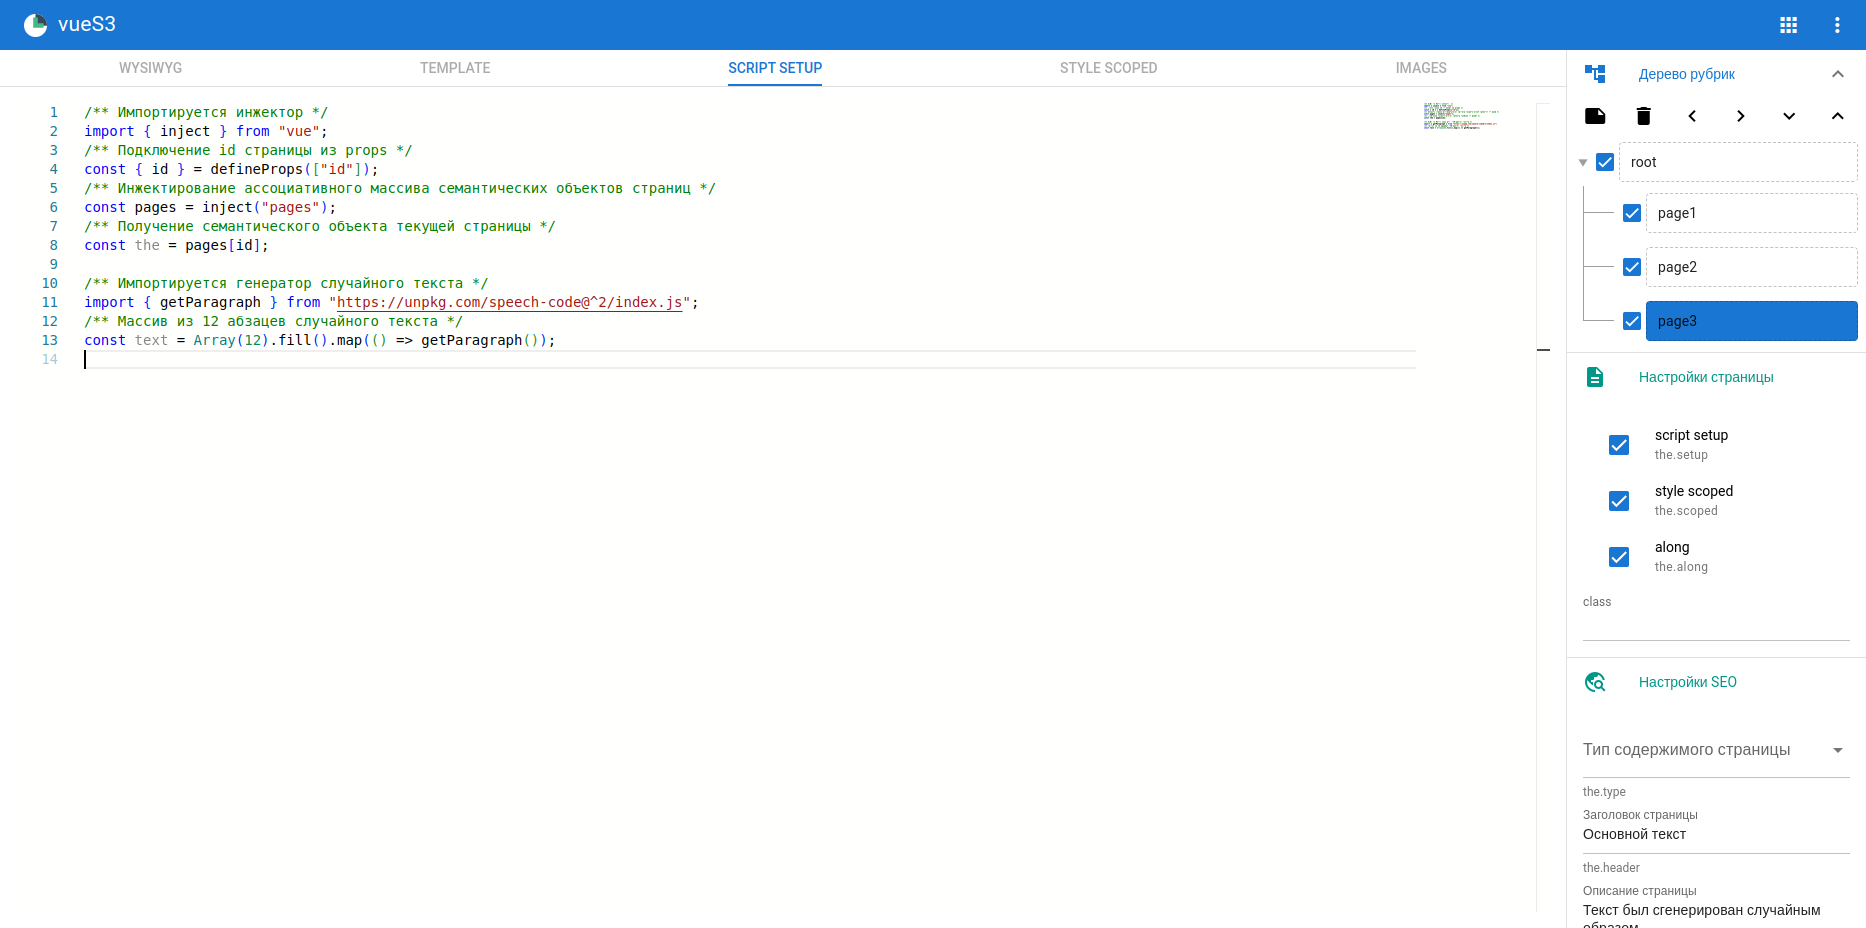 vueS3
WYSIWYG
TEMPLATE
SCRIPT SETUP
STYLE SCOPED
IMAGES
1 /** Импортируется инжектор */
2 import { inject } from "vue";
3 /** Подключение id страницы из props */
4 const { id } = defineProps(["id"]);
5 /** Инжектирование ассоциативного массива семантических объектов страниц */
6 const pages = inject("pages");
7 /** Получение семантического объекта текущей страницы */
8 const the = pages[id];
9
10 /** Импортируется генератор случайного текста */
11 import { getParagraph } from "https://unpkg.com/speech-code@^2/index.js";
12 /** Массив из 12 абзацев случайного текста */
13 const text = Array(12).fill().map(() => getParagraph());
14
Дерево рубрик
root
page1
page2
page3
Настройки страницы
script setup
the.setup
style scoped
the.scoped
along
the.along
class
Настройки SEO
Тип содержимого страницы
the.type
Заголовок страницы
Основной текст
the.header
Описание страницы
Текст был сгенерирован случайным
образом